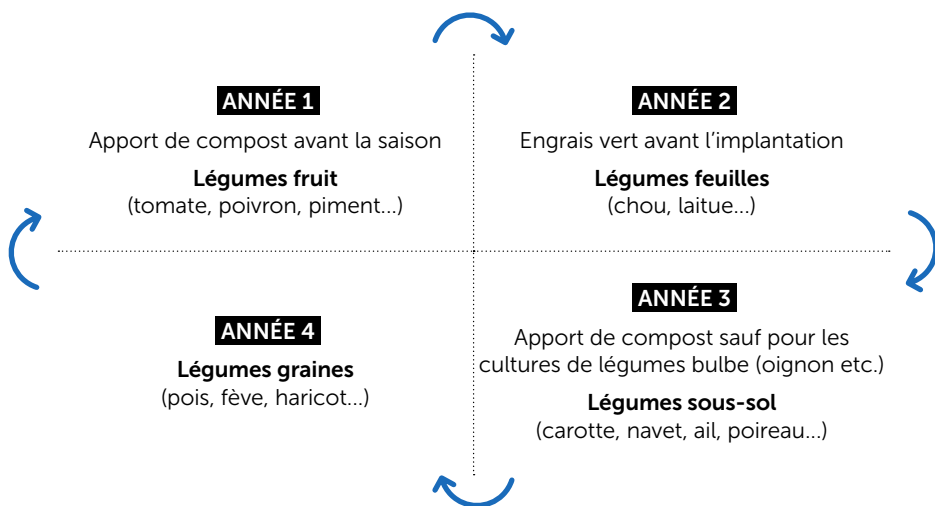 ANNÉE 1
Apport de compost avant la saison
Légumes fruit
(tomate, poivron, piment...)
ANNÉE 2
Engrais vert avant l’implantation
Légumes feuilles
(chou, laitue...)
ANNÉE 3
Apport de compost sauf pour les
cultures de légumes bulbe (oignon etc.)
Légumes sous-sol
(carotte, navet, ail, poireau...)
ANNÉE 4
Légumes graines
(pois, fève, haricot...)